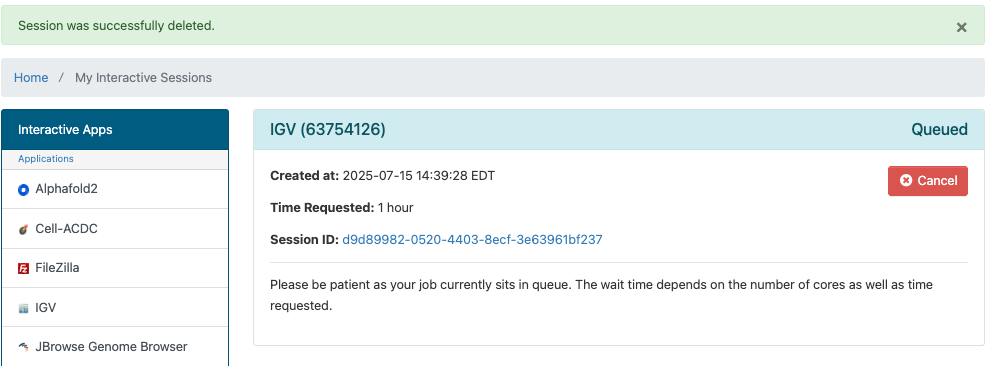 Session was successfully deleted.
×
Home / My Interactive Sessions
Interactive Apps
Applications
Alphafold2
Cell-ACDC
FileZilla
IGV
JBrowse Genome Browser
IGV (63754126) Queued
Created at: 2025-07-15 14:39:28 EDT
Cancel
Time Requested: 1 hour
Session ID: d9d89982-0520-4403-8ecf-3e63961bf237
Please be patient as your job currently sits in queue. The wait time depends on the number of cores as well as time
requested.